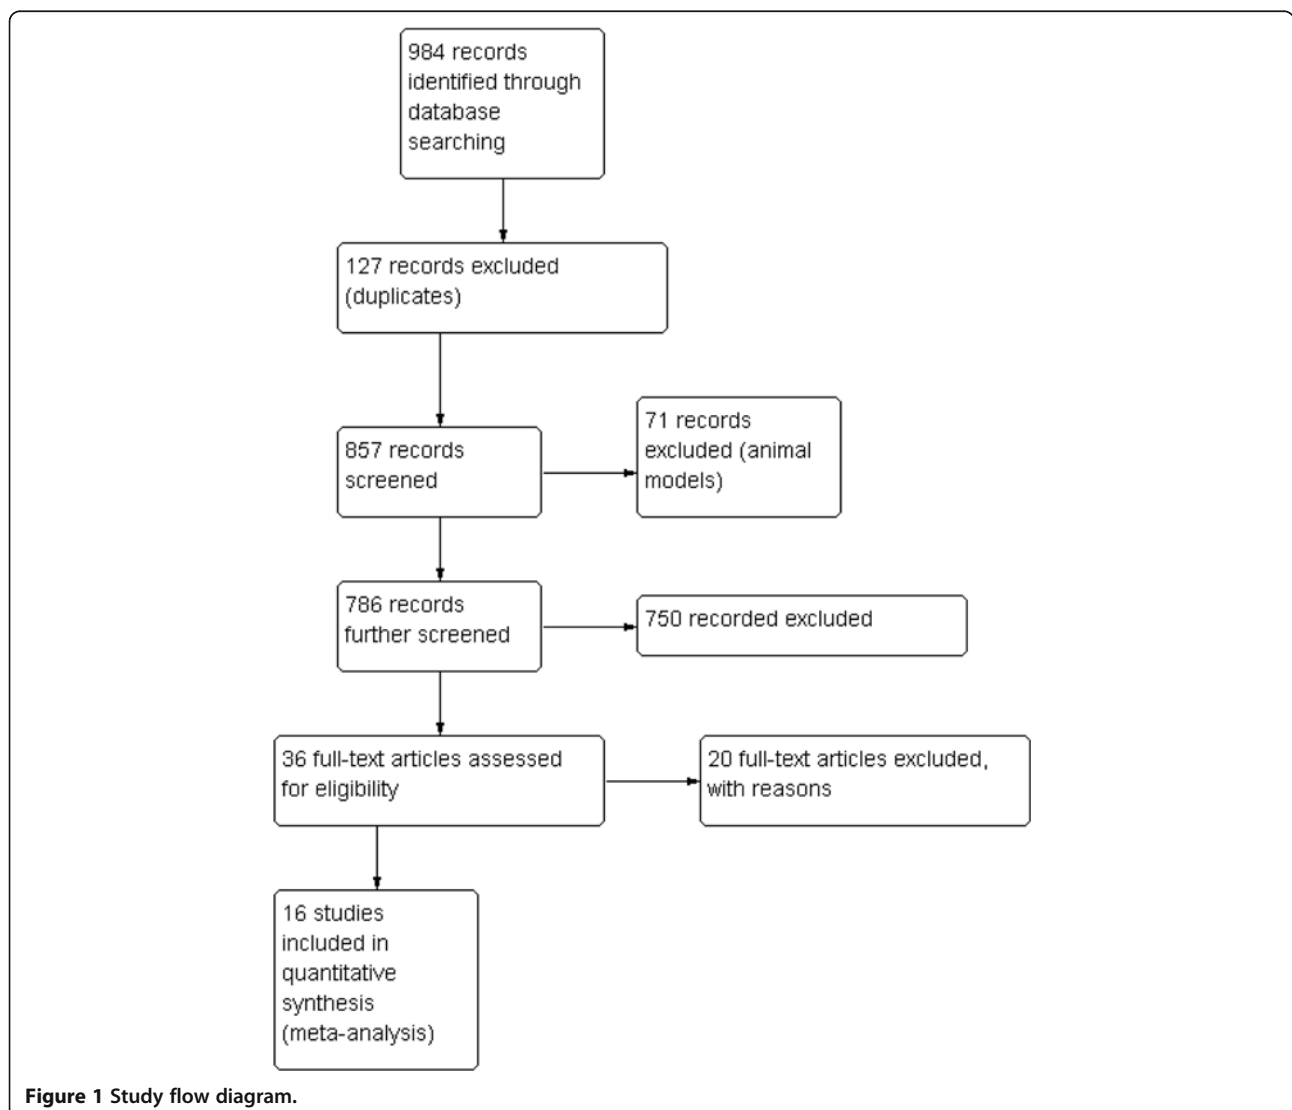 984 records
identified through
database
searching
127 records excluded
(duplicates)
857 records
screened
71 records
excluded (animal
models)
786 records
further screened
750 recorded excluded
36 full-text articles assessed
for eligibility
20 full-text articles excluded,
with reasons
16 studies
included in
quantitative
synthesis
(meta-analysis)
Figure 1 Study flow diagram.